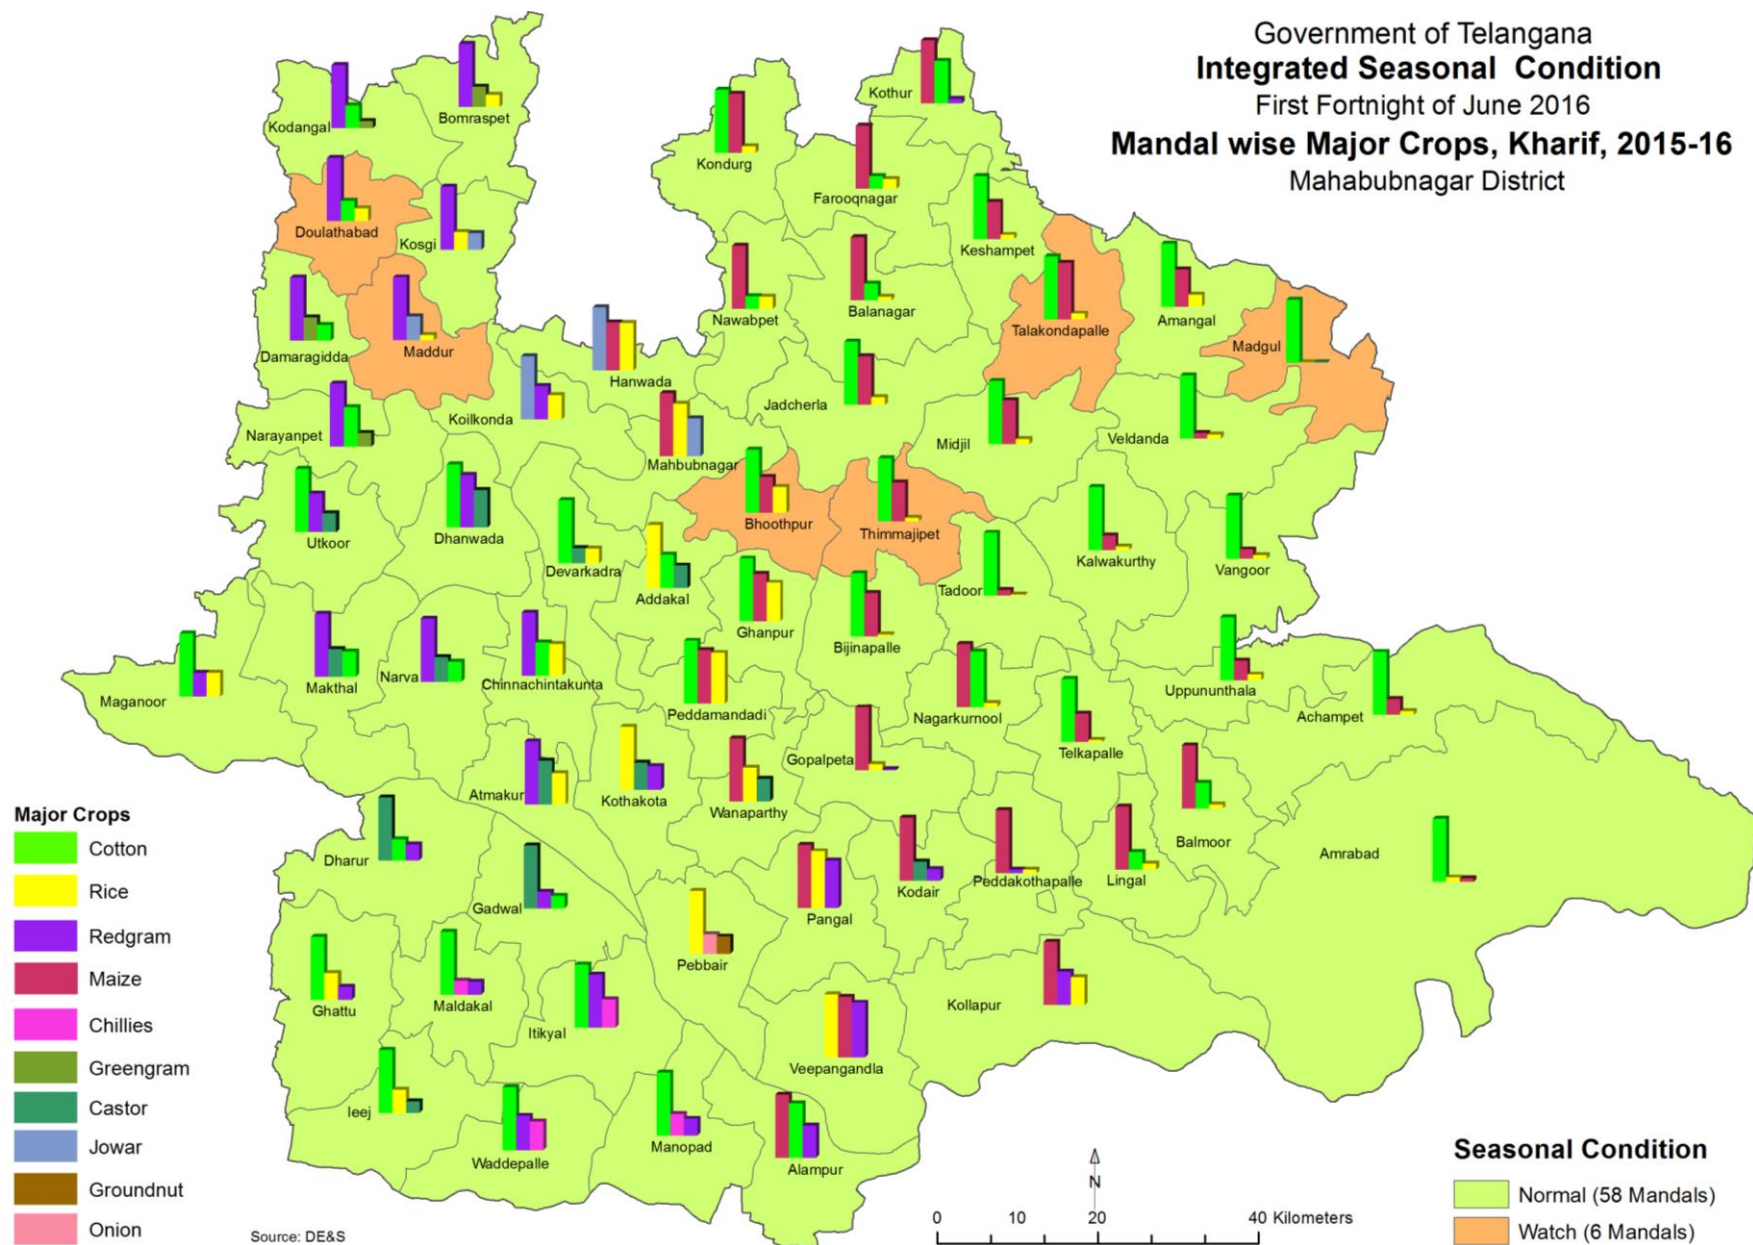 Government of Telangana
Integrated Seasonal Condition
First Fortnight of June 2016
Mandal wise Major Crops, Kharif, 2015-16
Mahabubnagar District
Kothur
Bomraspet
Kodangal
Kondurg
Farooqnagar
Doulathabad
Kosgi
Keshampet
Nawabpet
Balanagar
Amangal
Talakondapalle
Madgul
Damaragidda
Maddur
Hanwada
Jadcherla
Koilkonda
Narayanpet
Midjil
Veldanda
Mahbubnagar
Bhoothpur
Thimmajipet
Utkoor
Dhanwada
Devarkadra
Kalwakurthy
Vangoor
Addakal
Tadoor
Ghanpur
Bijinapalle
Maganoor
Makthal
Narva
Chinnachintakunta
Uppununthala
Peddamandadi
Nagarkurnool
Achampet
Telkapalle
Gopalpeta
Atmakur
Kothakota
Wanaparthy
Balmoor
Amrabad
Dharur
Kodair
Peddakothapalle
Lingal
Gadwal
Pangal
Pebbair
Kollapur
Ghattu
Maldakal
Itikyal
Veepangandla
Ieej
Waddepalle
Manopad
Alampur
Major Crops
Cotton
Rice
Redgram
Maize
Chillies
Greengram
Castor
Jowar
Groundnut
Onion
Source: DE&S
N
0 10 20 40 Kilometers
Seasonal Condition
Normal (58 Mandals)
Watch (6 Mandals)